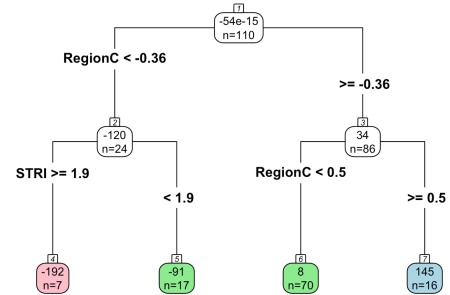 1
-54e-15
n=110
RegionC < -0.36
>= -0.36
2
-120
n=24
3
34
n=86
STRI >= 1.9
< 1.9
RegionC < 0.5
>= 0.5
4
-192
n=7
5
-91
n=17
6
8
n=70
7
145
n=16